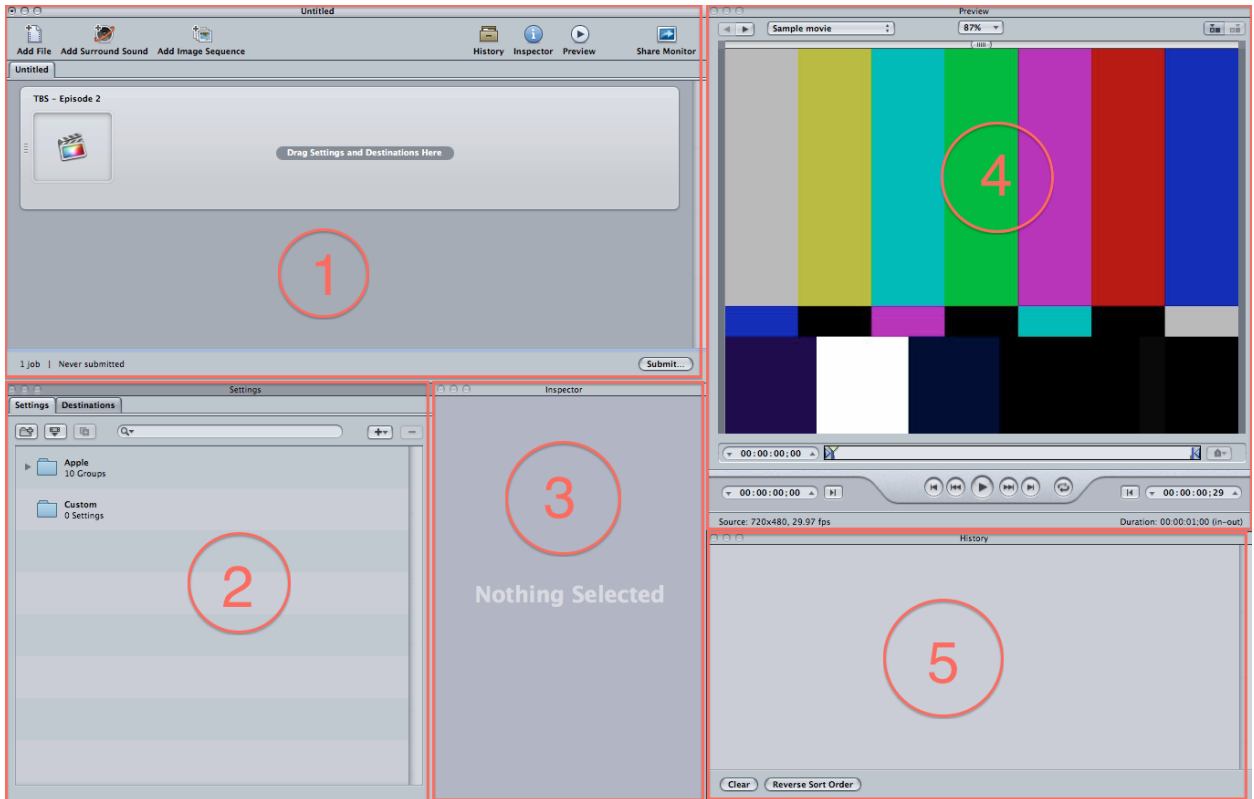 Untitled
Add File Add Surround Sound Add Image Sequence History Inspector Preview Share Monitor
Untitled
TBS - Episode 2
Drag Settings and Destinations Here
1
1 job | Never submitted Submit...
Settings
Settings Destinations
Apple
10 Groups
Custom
0 Settings
2
Inspector
3
Nothing Selected
Preview
Sample movie 87%
4
00:00:00;00
00:00:00;00 00:00:00;29
Source: 720x480, 29.97 fps Duration: 00:00:01;00 (in-out)
History
5
Clear Reverse Sort Order